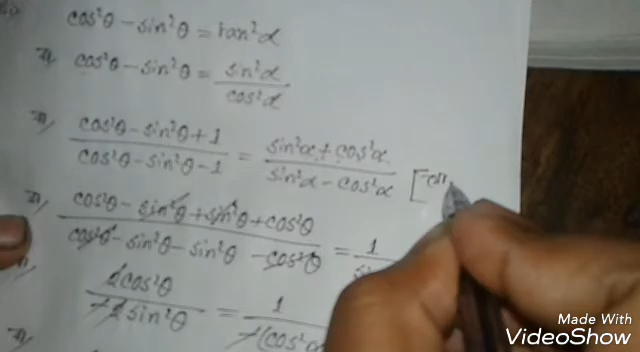 cos²θ − sin²θ = tan²α
বা, cos²θ − sin²θ = sin²α / cos²α
বা, (cos²θ − sin²θ + 1) / (cos²θ − sin²θ − 1) = (sin²α + cos²α) / (sin²α − cos²α) [
বা, (cos²θ − sin²θ + sin²θ + cos²θ) / (cos²θ − sin²θ − sin²θ − cos²θ) = 1 /
2cos²θ / −2sin²θ = 1 / −(cos²α
বা,
Made With
VideoShow